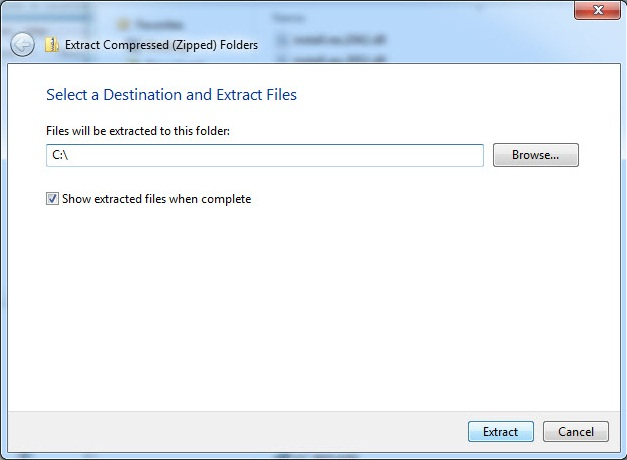 Extract Compressed (Zipped) Folders
Select a Destination and Extract Files
Files will be extracted to this folder:
C:\
Browse...
Show extracted files when complete
Extract
Cancel